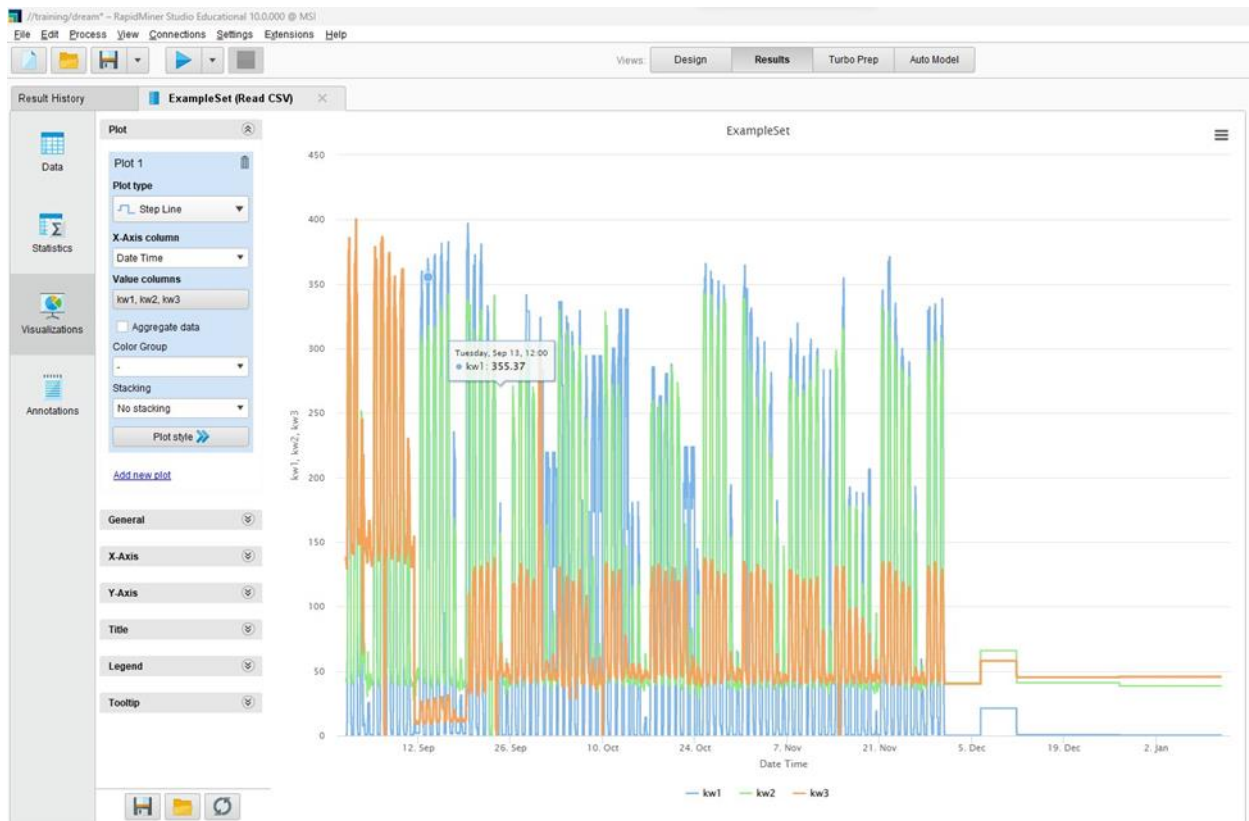 //training/dream* – RapidMiner Studio Educational 10.0.000 @ MSI
File Edit Process View Connections Settings Extensions Help
Views: Design Results Turbo Prep Auto Model
Result History ExampleSet (Read CSV)
Data
Statistics
Visualizations
Annotations
Plot
Plot 1
Plot type
Step Line
X-Axis column
Date Time
Value columns
kw1, kw2, kw3
Aggregate data
Color Group
-
Stacking
No stacking
Plot style
Add new plot
General
X-Axis
Y-Axis
Title
Legend
Tooltip
ExampleSet
450
400
350
300
250
200
150
100
50
0
kw1, kw2, kw3
Tuesday, Sep 13, 12:00
kw1: 355.37
12. Sep 26. Sep 10. Oct 24. Oct 7. Nov 21. Nov 5. Dec 19. Dec 2. Jan
Date Time
kw1 kw2 kw3